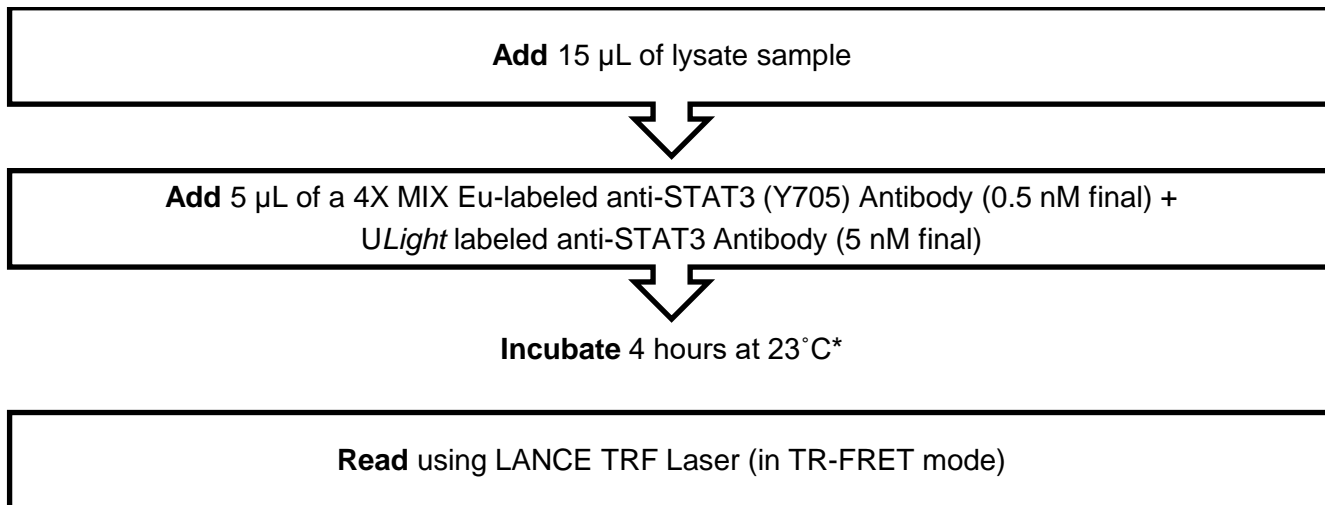 Add 15 µL of lysate sample
Add 5 µL of a 4X MIX Eu-labeled anti-STAT3 (Y705) Antibody (0.5 nM final) +
ULight labeled anti-STAT3 Antibody (5 nM final)
Incubate 4 hours at 23˚C*
Read using LANCE TRF Laser (in TR-FRET mode)